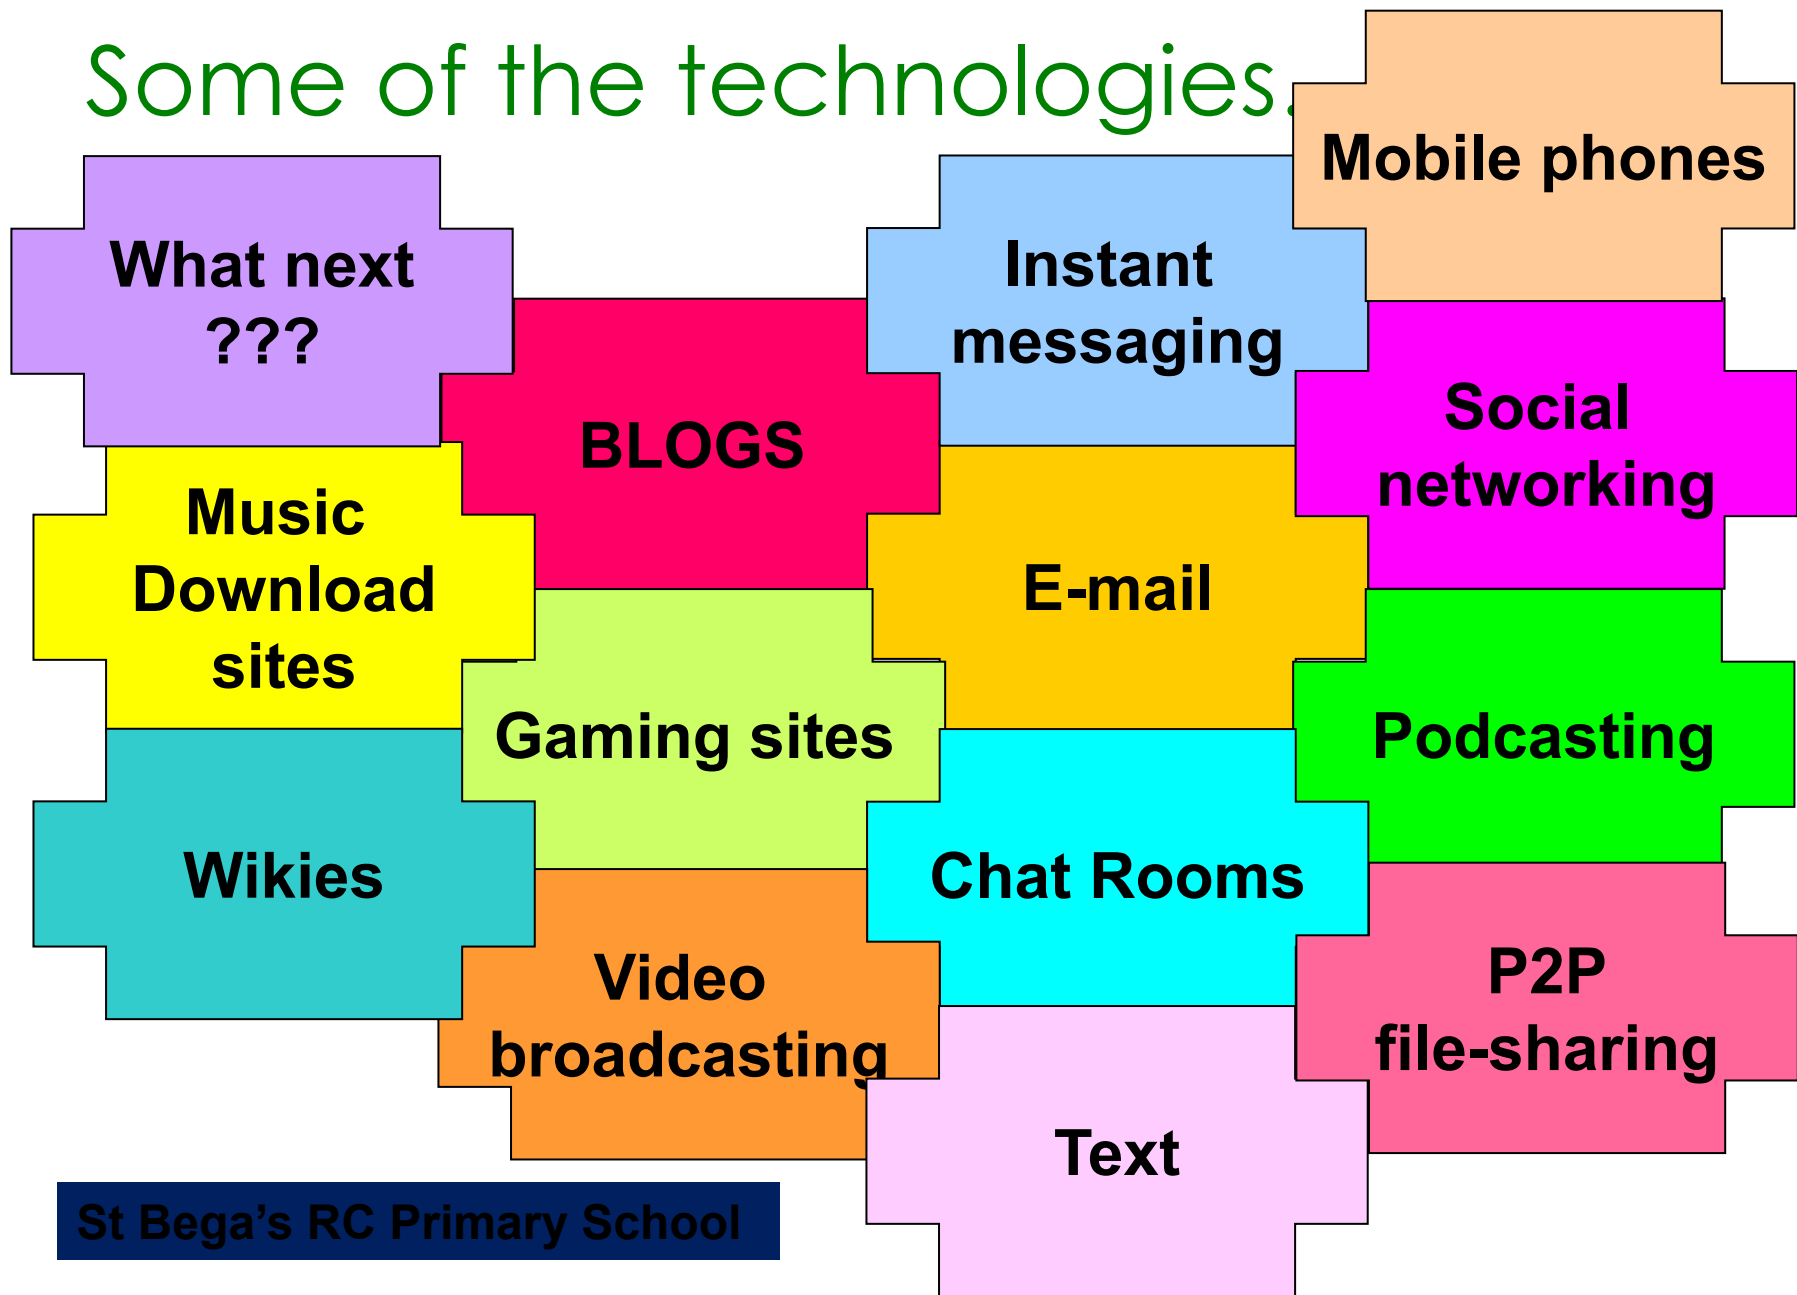 Some of the technologies.
Mobile phones
What next
???
Instant
messaging
BLOGS
Social
networking
Music
Download
sites
E-mail
Gaming sites
Podcasting
Wikies
Chat Rooms
Video
broadcasting
P2P
file-sharing
Text
St Bega’s RC Primary School